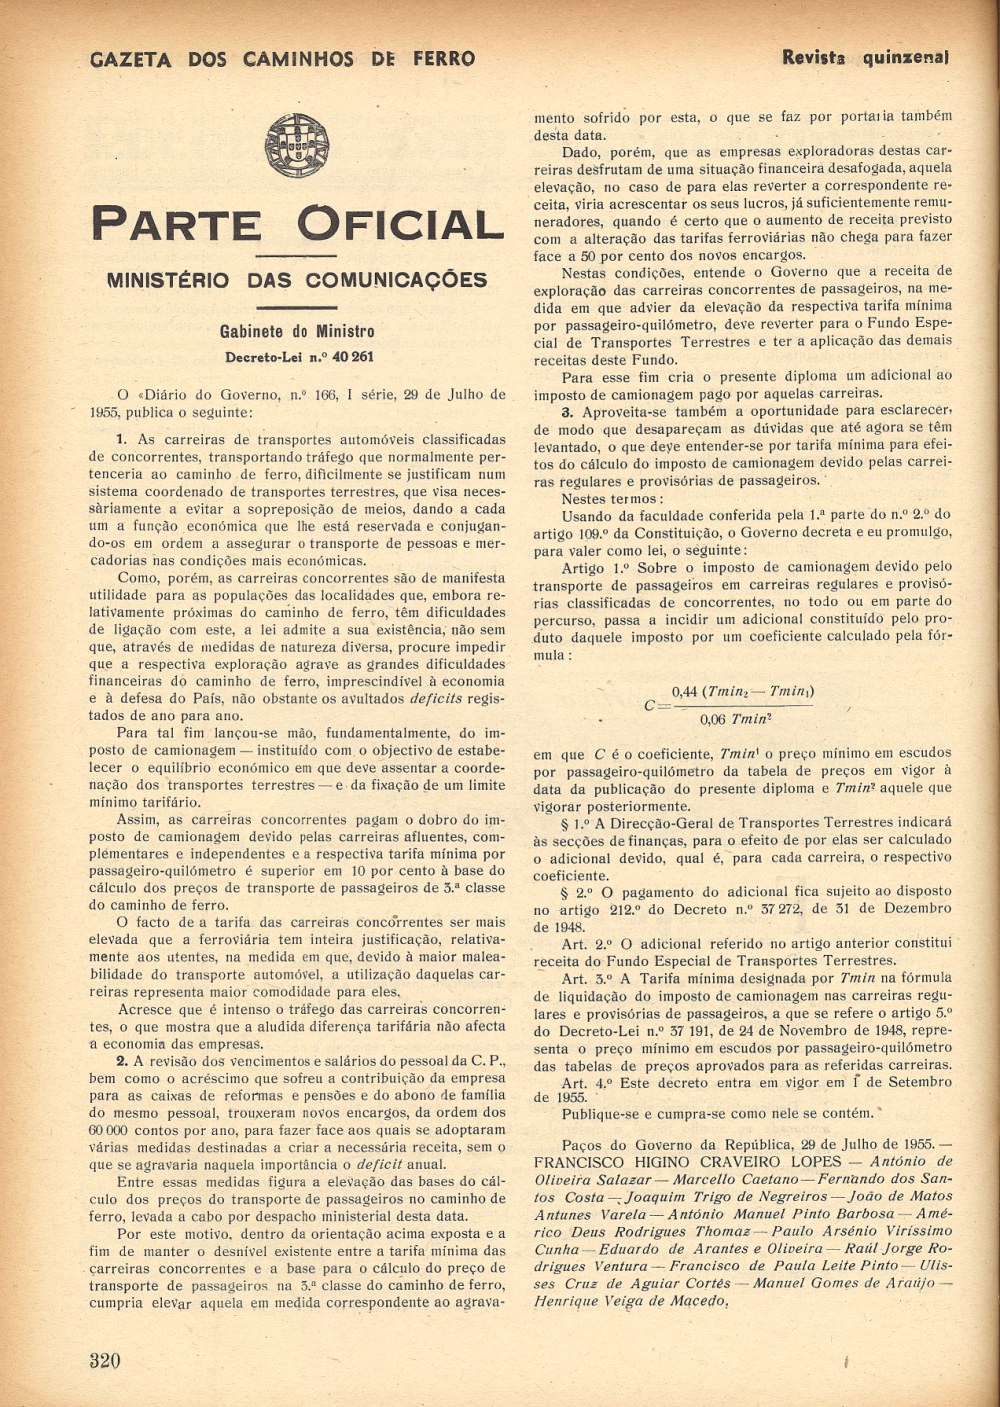 GAZETA DOS CAMINHOS DE FERRO
Revista quinzenal
PARTE OFICIAL
MINISTÉRIO DAS COMUNICAÇÕES
Gabinete do Ministro
Decreto-Lei n.º 40 261
O «Diário do Governo, n.º 166, I série, 29 de Julho de
1955, publica o seguinte:
1. As carreiras de transportes automóveis classificadas
de concorrentes, transportando tráfego que normalmente per-
tenceria ao caminho de ferro, dificilmente se justificam num
sistema coordenado de transportes terrestres, que visa neces-
sàriamente a evitar a sopreposição de meios, dando a cada
um a função económica que lhe está reservada e conjugan-
do-os em ordem a assegurar o transporte de pessoas e mer-
cadorias nas condições mais económicas.
Como, porém, as carreiras concorrentes são de manifesta
utilidade para as populações das localidades que, embora re-
lativamente próximas do caminho de ferro, têm dificuldades
de ligação com este, a lei admite a sua existência, não sem
que, através de medidas de natureza diversa, procure impedir
que a respectiva exploração agrave as grandes dificuldades
financeiras do caminho de ferro, imprescindível à economia
e à defesa do País, não obstante os avultados deficits regis-
tados de ano para ano.
Para tal fim lançou-se mão, fundamentalmente, do im-
posto de camionagem — instituído com o objectivo de estabe-
lecer o equilíbrio económico em que deve assentar a coorde-
nação dos transportes terrestres — e da fixação de um limite
mínimo tarifário.
Assim, as carreiras concorrentes pagam o dobro do im-
posto de camionagem devido pelas carreiras afluentes, com-
plementares e independentes e a respectiva tarifa mínima por
passageiro-quilómetro é superior em 10 por cento à base do
cálculo dos preços de transporte de passageiros de 3.ª classe
do caminho de ferro.
O facto de a tarifa das carreiras concorrentes ser mais
elevada que a ferroviária tem inteira justificação, relativa-
mente aos utentes, na medida em que, devido à maior malea-
bilidade do transporte automóvel, a utilização daquelas car-
reiras representa maior comodidade para eles.
Acresce que é intenso o tráfego das carreiras concorren-
tes, o que mostra que a aludida diferença tarifária não afecta
a economia das empresas.
2. A revisão dos vencimentos e salários do pessoal da C. P.,
bem como o acréscimo que sofreu a contribuição da empresa
para as caixas de reformas e pensões e do abono de família
do mesmo pessoal, trouxeram novos encargos, da ordem dos
60 000 contos por ano, para fazer face aos quais se adoptaram
várias medidas destinadas a criar a necessária receita, sem o
que se agravaria naquela importância o deficit anual.
Entre essas medidas figura a elevação das bases do cál-
culo dos preços do transporte de passageiros no caminho de
ferro, levada a cabo por despacho ministerial desta data.
Por este motivo, dentro da orientação acima exposta e a
fim de manter o desnível existente entre a tarifa mínima das
carreiras concorrentes e a base para o cálculo do preço de
transporte de passageiros na 3.ª classe do caminho de ferro,
cumpria elevar aquela em medida correspondente ao agrava-
mento sofrido por esta, o que se faz por portaria também
desta data.
Dado, porém, que as empresas exploradoras destas car-
reiras desfrutam de uma situação financeira desafogada, aquela
elevação, no caso de para elas reverter a correspondente re-
ceita, viria acrescentar os seus lucros, já suficientemente remu-
neradores, quando é certo que o aumento de receita previsto
com a alteração das tarifas ferroviárias não chega para fazer
face a 50 por cento dos novos encargos.
Nestas condições, entende o Governo que a receita de
exploração das carreiras concorrentes de passageiros, na me-
dida em que advier da elevação da respectiva tarifa mínima
por passageiro-quilómetro, deve reverter para o Fundo Espe-
cial de Transportes Terrestres e ter a aplicação das demais
receitas deste Fundo.
Para esse fim cria o presente diploma um adicional ao
imposto de camionagem pago por aquelas carreiras.
3. Aproveita-se também a oportunidade para esclarecer,
de modo que desapareçam as dúvidas que até agora se têm
levantado, o que deve entender-se por tarifa mínima para efei-
tos do cálculo do imposto de camionagem devido pelas carrei-
ras regulares e provisórias de passageiros.
Nestes termos:
Usando da faculdade conferida pela 1.ª parte do n.º 2.º do
artigo 109.º da Constituição, o Governo decreta e eu promulgo,
para valer como lei, o seguinte:
Artigo 1.º Sobre o imposto de camionagem devido pelo
transporte de passageiros em carreiras regulares e provisó-
rias classificadas de concorrentes, no todo ou em parte do
percurso, passa a incidir um adicional constituído pelo pro-
duto daquele imposto por um coeficiente calculado pela fór-
mula:
C = 0,44 (Tmin₂ — Tmin₁)
0,06 Tmin²
em que C é o coeficiente, Tmin¹ o preço mínimo em escudos
por passageiro-quilómetro da tabela de preços em vigor à
data da publicação do presente diploma e Tmin² aquele que
vigorar posteriormente.
§ 1.º A Direcção-Geral de Transportes Terrestres indicará
às secções de finanças, para o efeito de por elas ser calculado
o adicional devido, qual é, para cada carreira, o respectivo
coeficiente.
§ 2.º O pagamento do adicional fica sujeito ao disposto
no artigo 212.º do Decreto n.º 37 272, de 31 de Dezembro
de 1948.
Art. 2.º O adicional referido no artigo anterior constitui
receita do Fundo Especial de Transportes Terrestres.
Art. 3.º A Tarifa mínima designada por Tmin na fórmula
de liquidação do imposto de camionagem nas carreiras regu-
lares e provisórias de passageiros, a que se refere o artigo 5.º
do Decreto-Lei n.º 37 191, de 24 de Novembro de 1948, repre-
senta o preço mínimo em escudos por passageiro-quilómetro
das tabelas de preços aprovados para as referidas carreiras.
Art. 4.º Este decreto entra em vigor em 1 de Setembro
de 1955.
Publique-se e cumpra-se como nele se contém.
Paços do Governo da República, 29 de Julho de 1955. —
FRANCISCO HIGINO CRAVEIRO LOPES — António de
Oliveira Salazar — Marcello Caetano — Fernando dos San-
tos Costa — Joaquim Trigo de Negreiros — João de Matos
Antunes Varela — António Manuel Pinto Barbosa — Amé-
rico Deus Rodrigues Thomaz — Paulo Arsénio Viríssimo
Cunha — Eduardo de Arantes e Oliveira — Raúl Jorge Ro-
drigues Ventura — Francisco de Paula Leite Pinto — Ulis-
ses Cruz de Aguiar Cortês — Manuel Gomes de Araújo —
Henrique Veiga de Macedo.
320